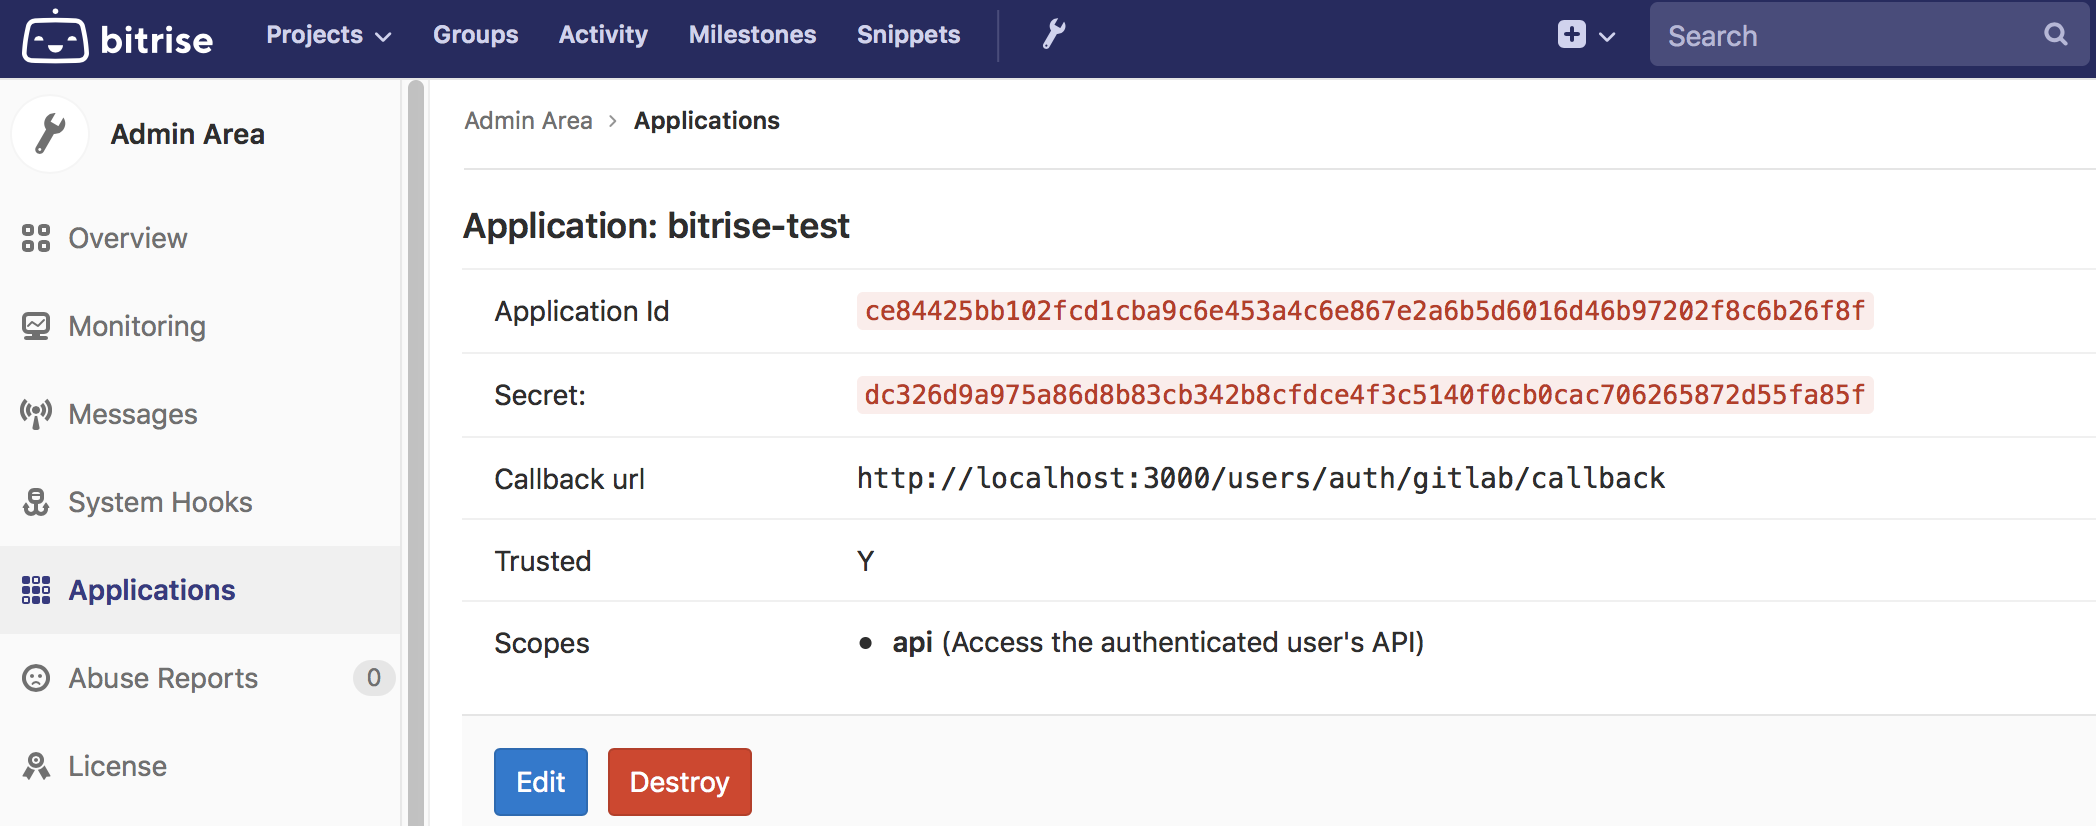 bitrise Projects Groups Activity Milestones Snippets Search
Admin Area
Overview
Monitoring
Messages
System Hooks
Applications
Abuse Reports 0
License
Admin Area > Applications
Application: bitrise-test
Application Id ce84425bb102fcd1cba9c6e453a4c6e867e2a6b5d6016d46b97202f8c6b26f8f
Secret: dc326d9a975a86d8b83cb342b8cfdce4f3c5140f0cb0cac706265872d55fa85f
Callback url http://localhost:3000/users/auth/gitlab/callback
Trusted Y
Scopes • api (Access the authenticated user's API)
Edit Destroy